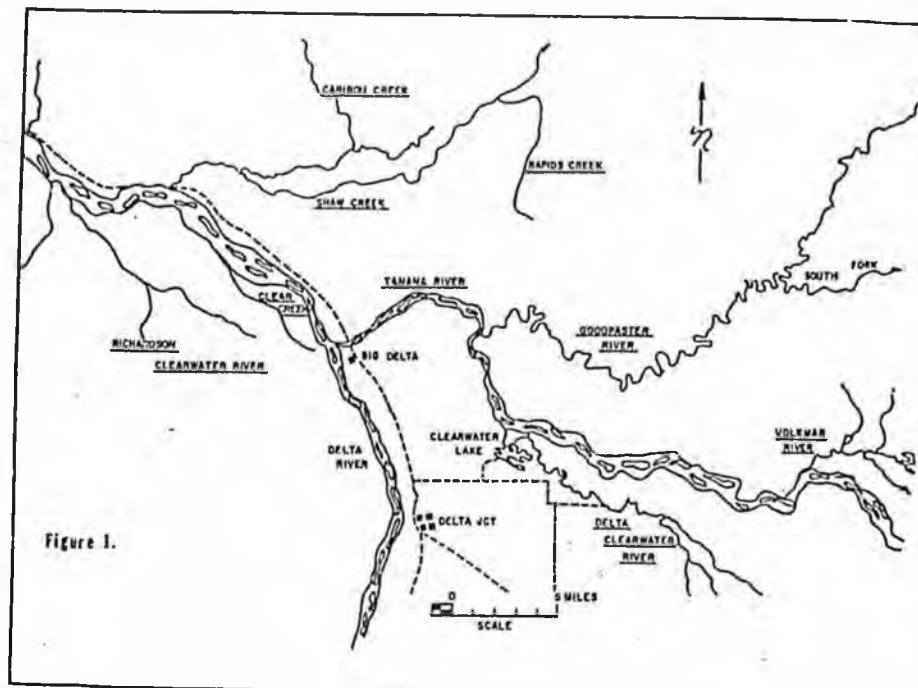 CARIBOU CREEK
RAPIDS CREEK
SHAW CREEK
SOUTH FORK
TANANA RIVER
CLEAR
CREEK
GOODPASTER
RIVER
RICHARDSON
CLEARWATER RIVER
BIG DELTA
VOLKMAR
RIVER
CLEARWATER
LAKE
DELTA
RIVER
DELTA JCT
DELTA
CLEARWATER
RIVER
Figure 1.
0
5 MILES
SCALE